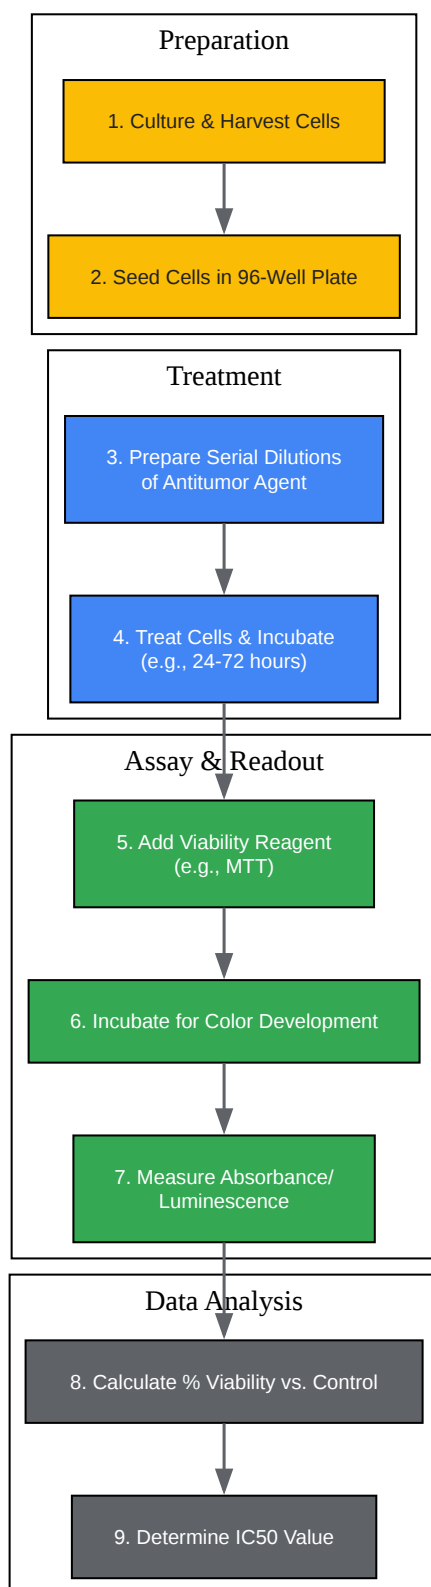 Preparation
1. Culture & Harvest Cells
2. Seed Cells in 96-Well Plate
Treatment
3. Prepare Serial Dilutions
of Antitumor Agent
4. Treat Cells & Incubate
(e.g., 24-72 hours)
Assay & Readout
5. Add Viability Reagent
(e.g., MTT)
6. Incubate for Color Development
7. Measure Absorbance/
Luminescence
Data Analysis
8. Calculate % Viability vs. Control
9. Determine IC50 Value